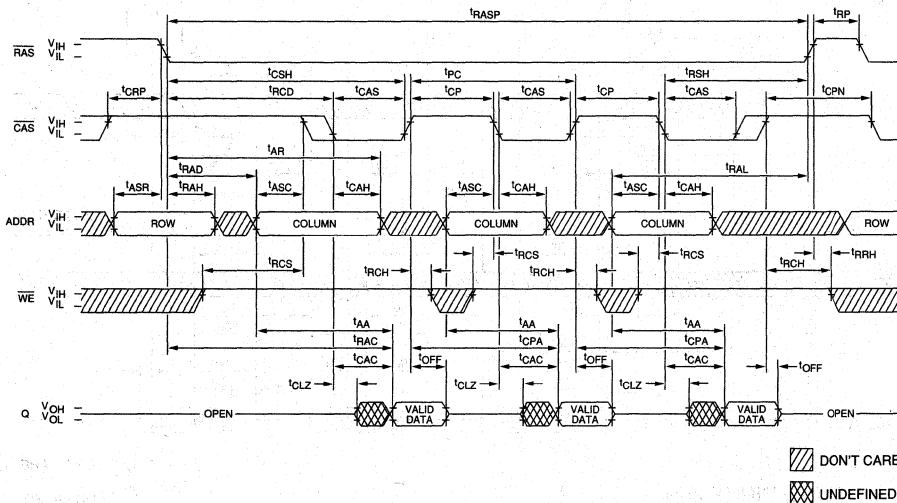 tRASP tRP
RAS VIH
VIL
tCSH tPC tRSH
tCRP tRCD tCAS tCP tCAS tCP tCAS tCPN
CAS VIH
VIL
tAR
tRAD tRAL
tASR tRAH tASC tCAH tASC tCAH tASC tCAH
ADDR VIH
VIL
ROW COLUMN COLUMN COLUMN ROW
tRCS tRCH tRCS tRCH tRCS tRCH tRRH
WE VIH
VIL
tAA tAA tAA
tRAC tCPA tCPA
tCAC tOFF tCAC tOFF tCAC tOFF
tCLZ tCLZ tCLZ
Q VOH
VOL
OPEN VALID DATA VALID DATA VALID DATA OPEN
DON'T CARE
UNDEFINED